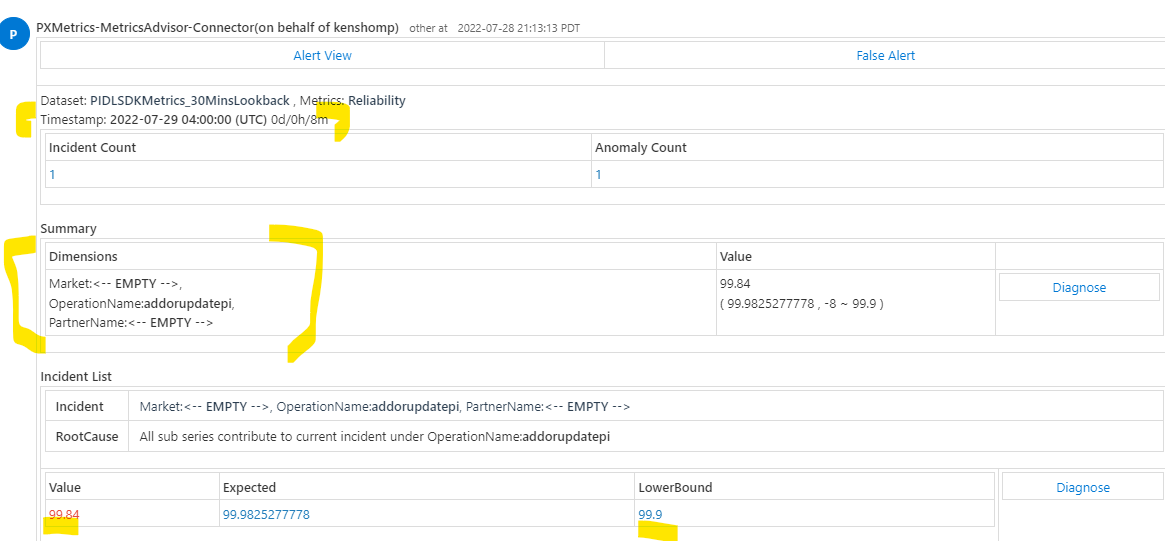 P
PXMetrics-MetricsAdvisor-Connector(on behalf of kenshomp) other at 2022-07-28 21:13:13 PDT
Alert View False Alert
Dataset: PIDLSDKMetrics_30MinsLookback , Metrics: Reliability
Timestamp: 2022-07-29 04:00:00 (UTC) 0d/0h/8m
Incident Count Anomaly Count
1 1
Summary
Dimensions Value
Market:<-- EMPTY -->,
OperationName:addorupdatepi,
PartnerName:<-- EMPTY -->
99.84
( 99.9825277778 , -8 ~ 99.9 )
Diagnose
Incident List
Incident Market:<-- EMPTY -->, OperationName:addorupdatepi, PartnerName:<-- EMPTY -->
RootCause All sub series contribute to current incident under OperationName:addorupdatepi
Value Expected LowerBound Diagnose
99.84 99.9825277778 99.9